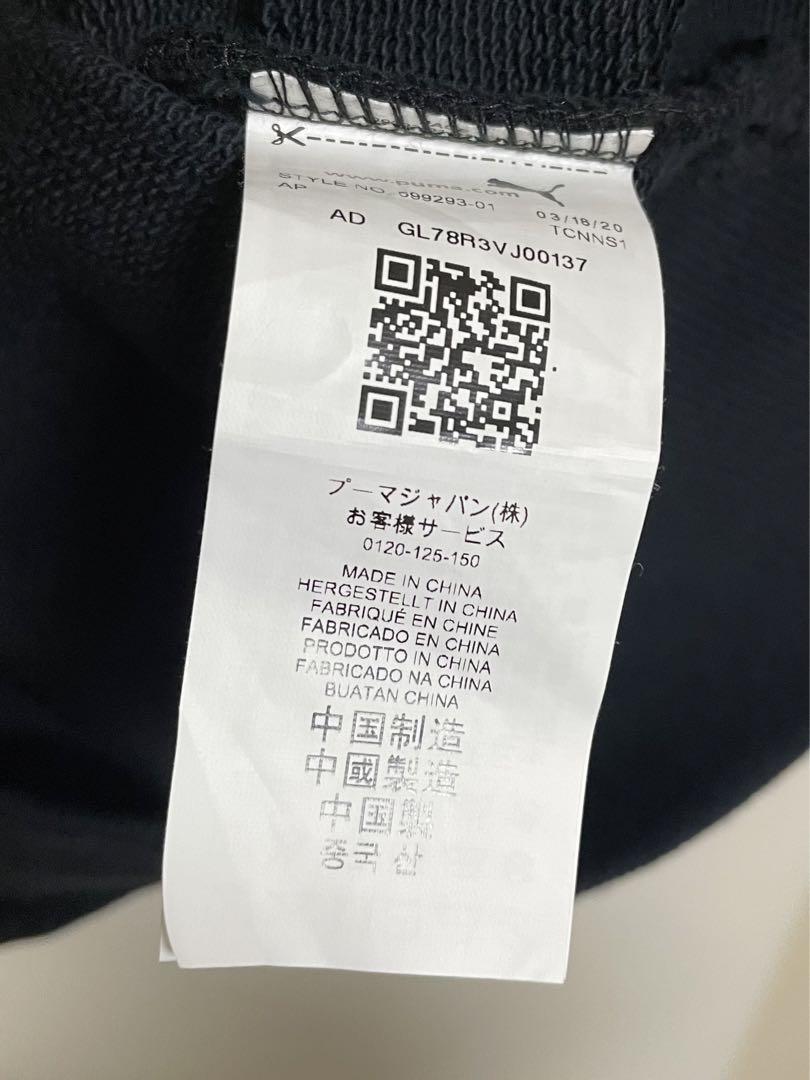 www.puma.com
STYLE NO. 599293-01 03/18/20
AP TCNNS1
AD GL78R3VJ00137
プーマジャパン(株)
お客様サービス
0120-125-150
MADE IN CHINA
HERGESTELLT IN CHINA
FABRIQUÉ EN CHINE
FABRICADO EN CHINA
PRODOTTO IN CHINA
FABRICADO NA CHINA
BUATAN CHINA
中国制造
中國製造
中国製
중국 산